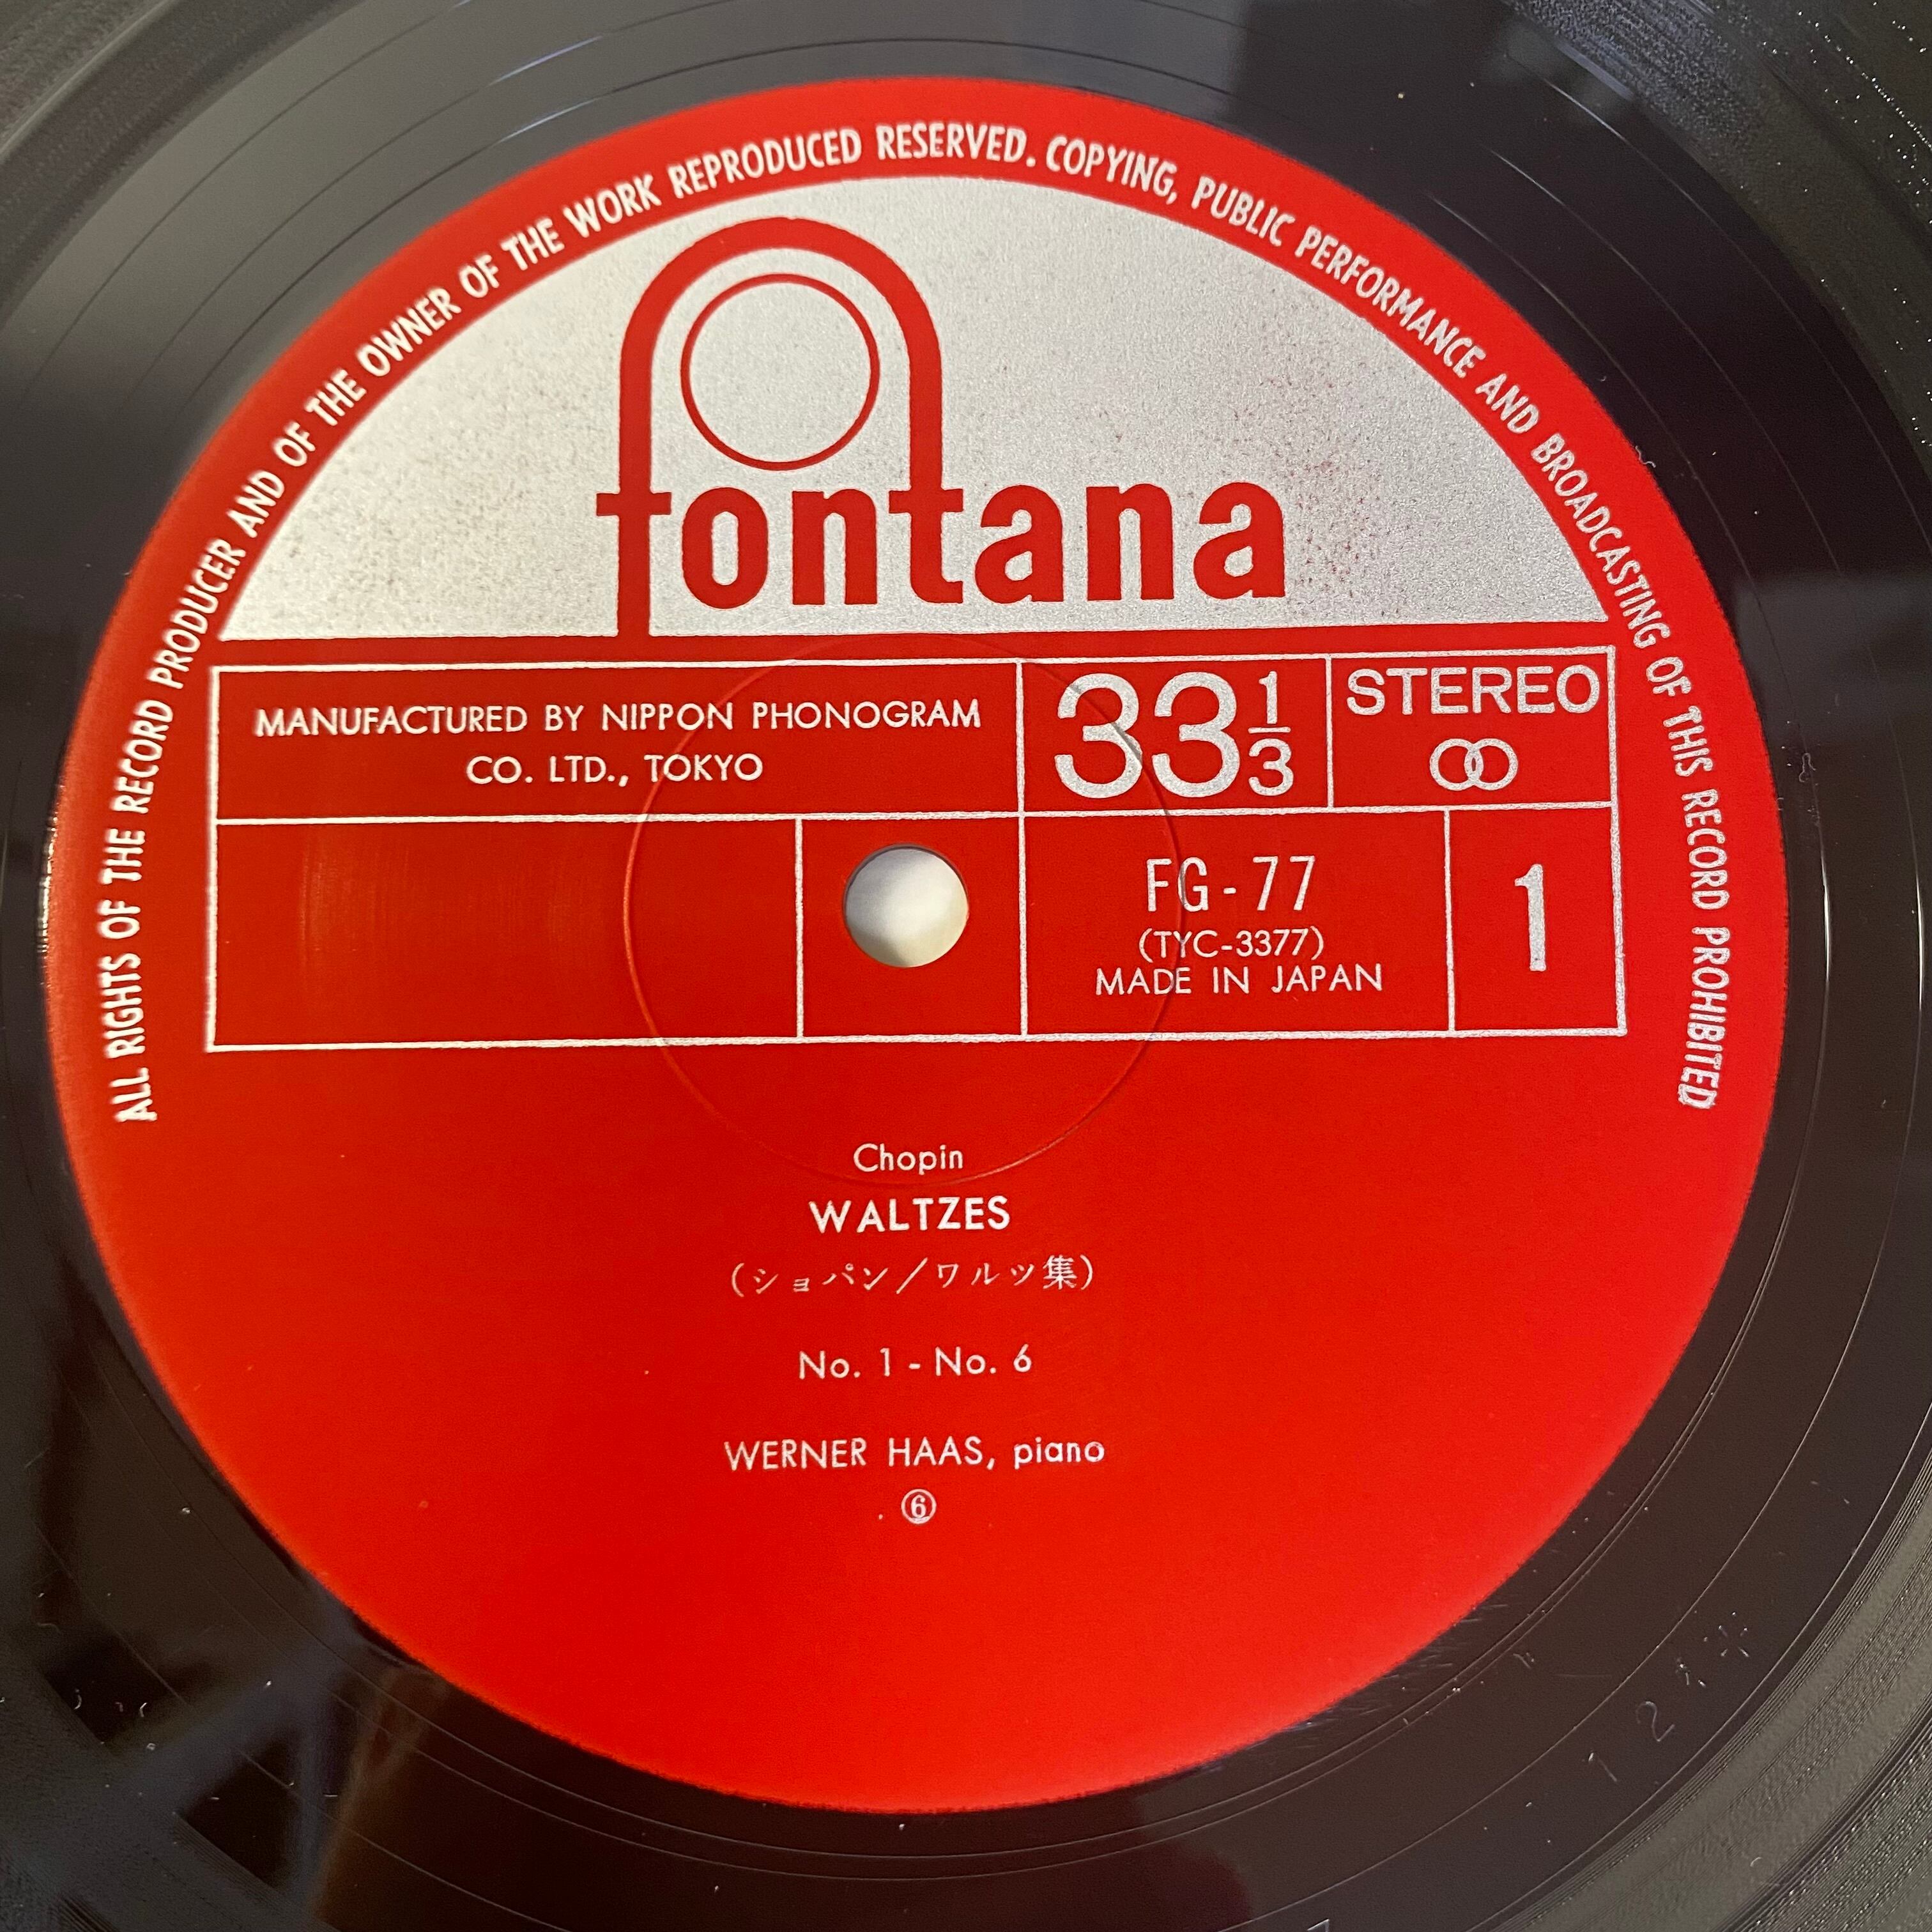 ALL RIGHTS OF THE RECORD PRODUCER AND OF THE OWNER OF THE WORK REPRODUCED RESERVED. COPYING, PUBLIC PERFORMANCE AND BROADCASTING OF THIS RECORD PROHIBITED
fontana
MANUFACTURED BY NIPPON PHONOGRAM
CO. LTD., TOKYO
33 1/3
STEREO
FG-77
(TYC-3377)
MADE IN JAPAN
1
Chopin
WALTZES
(ショパン/ワルツ集)
No. 1 - No. 6
WERNER HAAS, piano
⑥